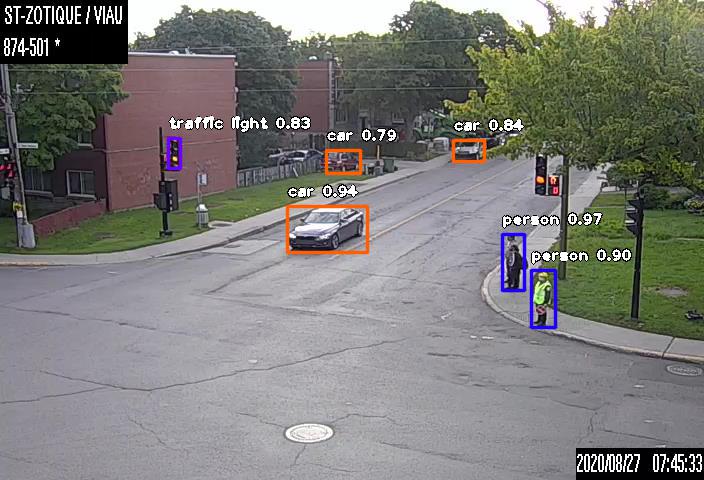 ST-ZOTIQUE / VIAU
874-501 *
traffic light 0.83
car 0.79
car 0.84
car 0.94
person 0.97
person 0.90
2020/08/27 07:45:33